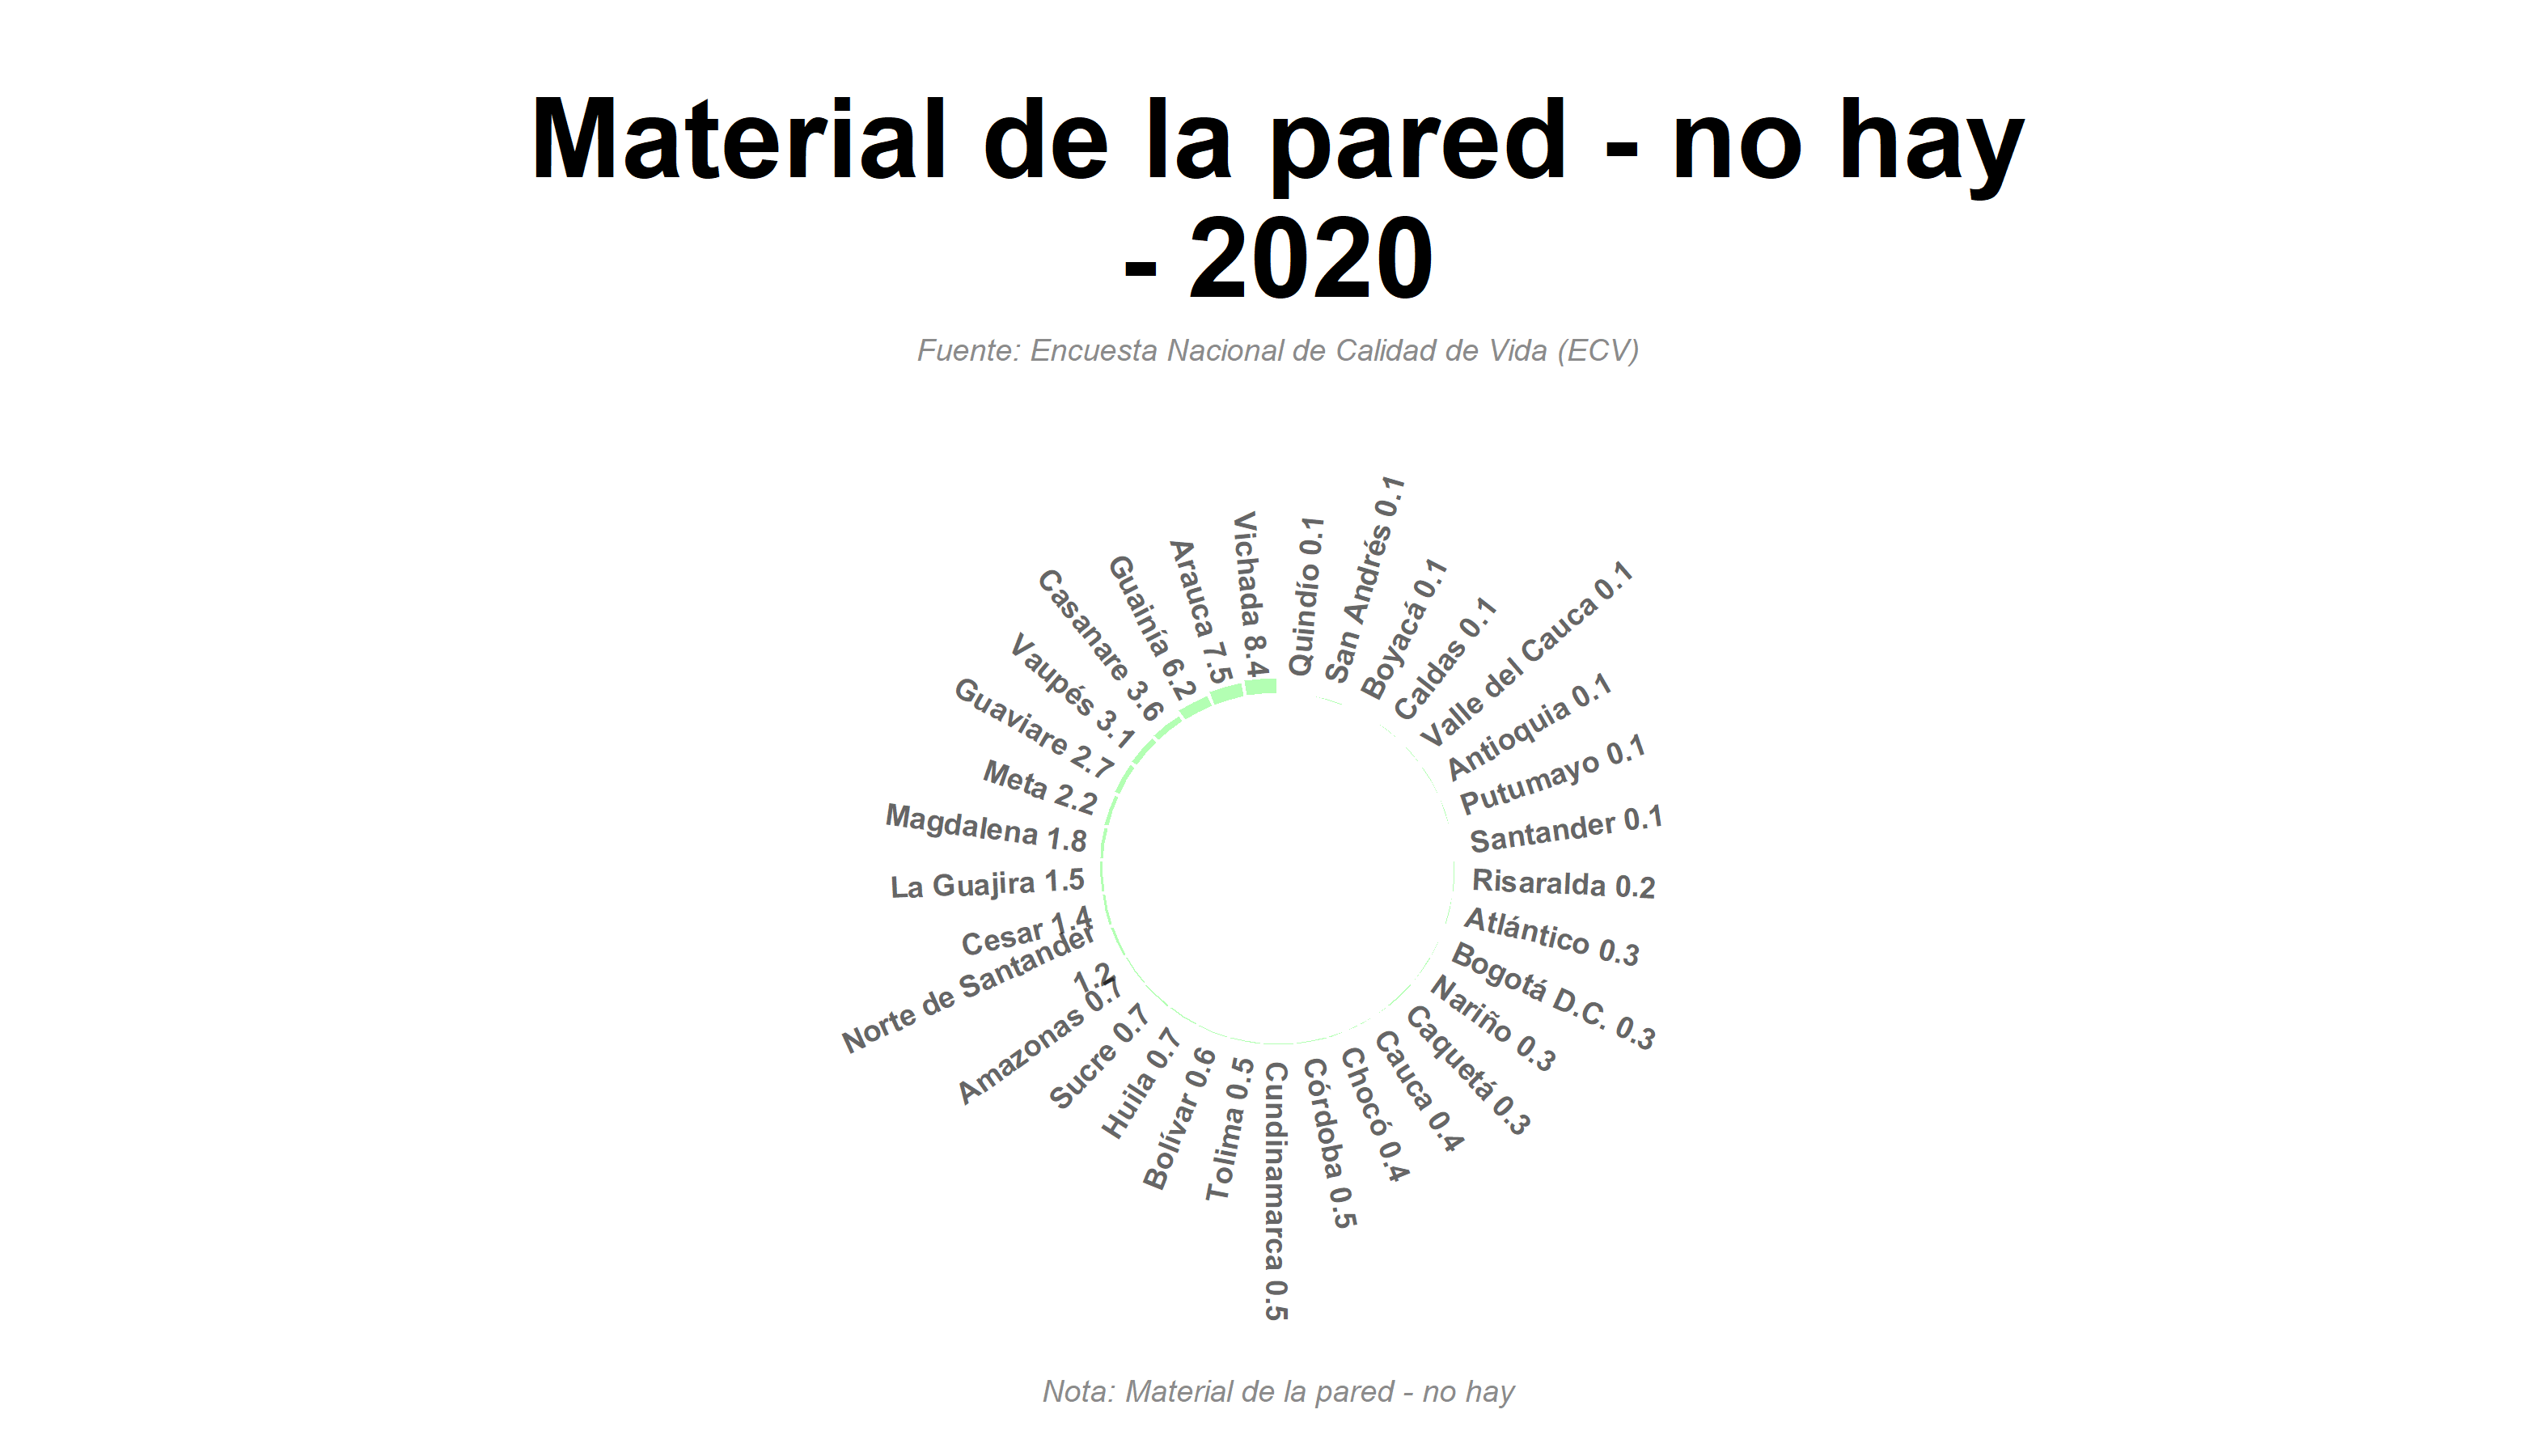 Material de la pared - no hay
- 2020
Fuente: Encuesta Nacional de Calidad de Vida (ECV)
Quindío 0.1
San Andrés 0.1
Boyacá 0.1
Caldas 0.1
Valle del Cauca 0.1
Antioquia 0.1
Putumayo 0.1
Santander 0.1
Risaralda 0.2
Atlántico 0.3
Bogotá D.C. 0.3
Nariño 0.3
Caquetá 0.3
Cauca 0.4
Chocó 0.4
Córdoba 0.5
Cundinamarca 0.5
Tolima 0.5
Bolívar 0.6
Huila 0.7
Sucre 0.7
Amazonas 0.7
Norte de Santander
1.2
Cesar 1.4
La Guajira 1.5
Magdalena 1.8
Meta 2.2
Guaviare 2.7
Vaupés 3.1
Casanare 3.6
Guainía 6.2
Arauca 7.5
Vichada 8.4
Nota: Material de la pared - no hay